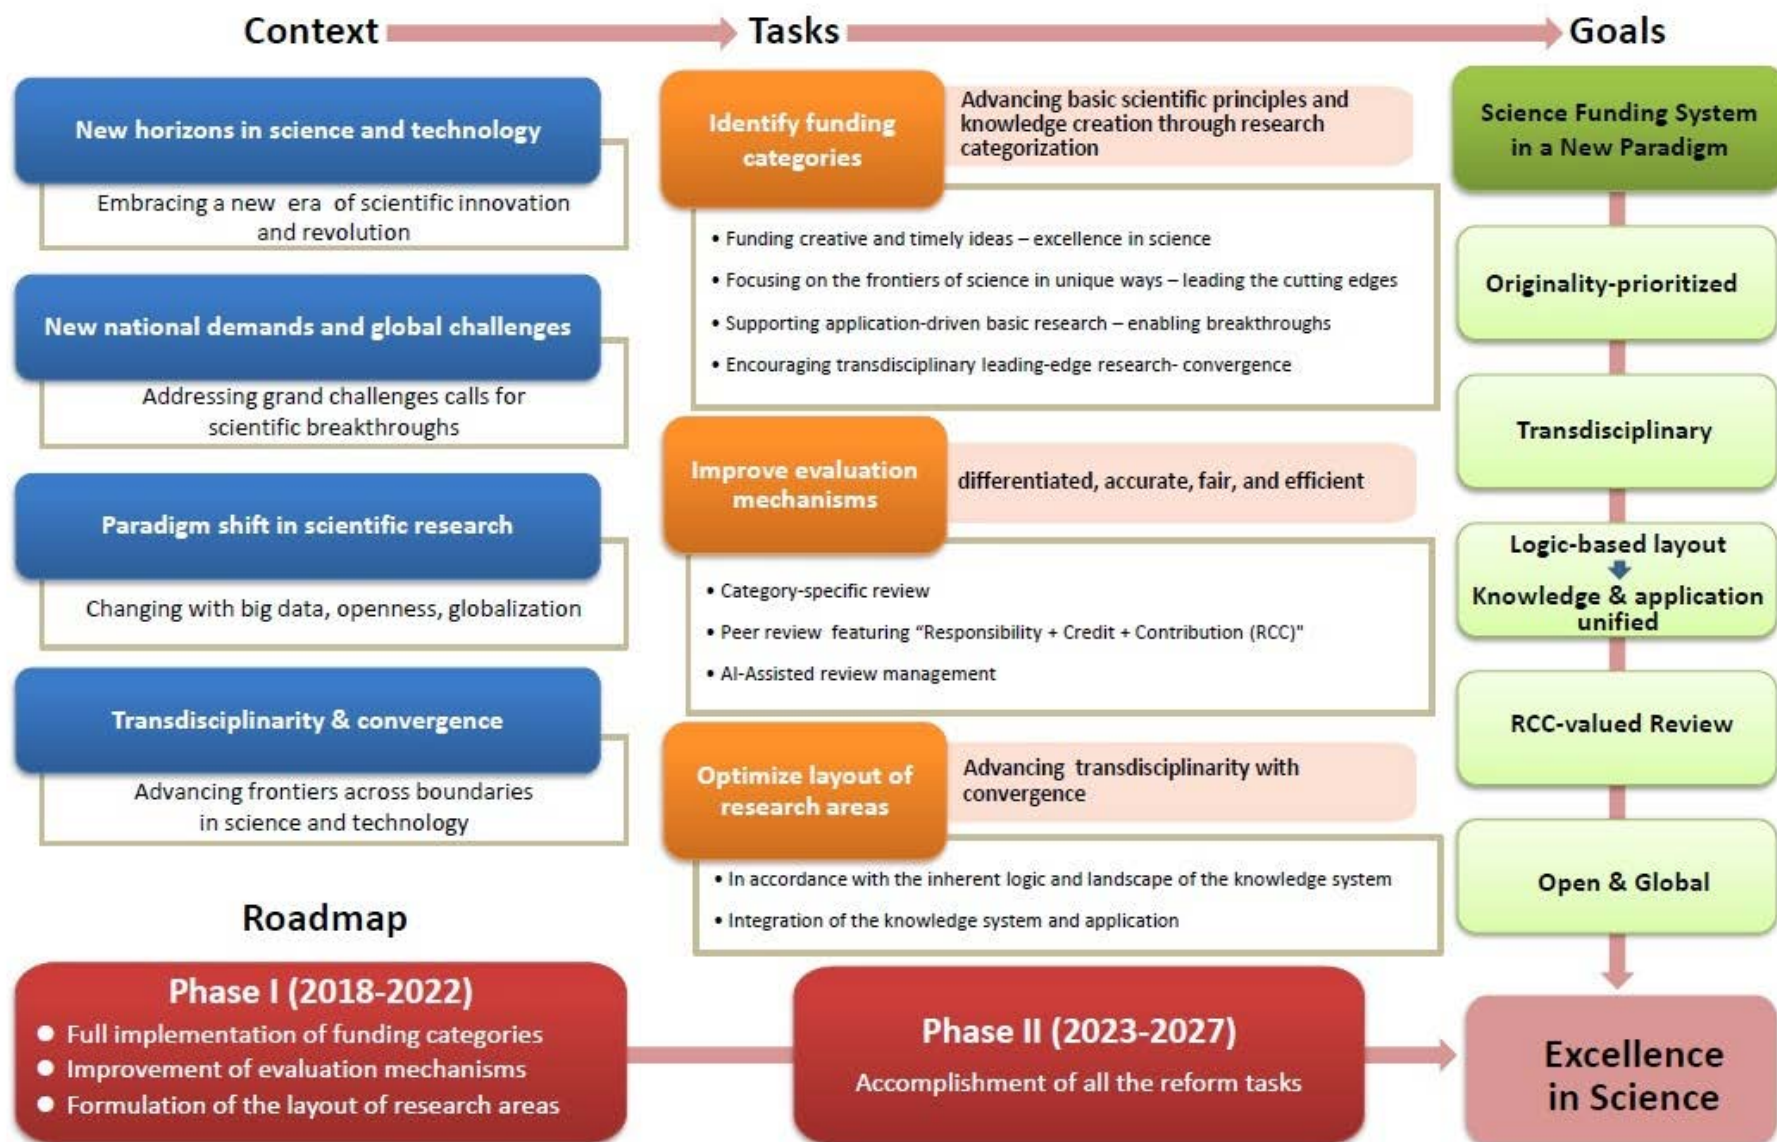 Context
Tasks
Goals
New horizons in science and technology
Embracing a new era of scientific innovation
and revolution
New national demands and global challenges
Addressing grand challenges calls for
scientific breakthroughs
Paradigm shift in scientific research
Changing with big data, openness, globalization
Transdisciplinarity & convergence
Advancing frontiers across boundaries
in science and technology
Identify funding
categories
Advancing basic scientific principles and
knowledge creation through research
categorization
• Funding creative and timely ideas – excellence in science
• Focusing on the frontiers of science in unique ways – leading the cutting edges
• Supporting application-driven basic research – enabling breakthroughs
• Encouraging transdisciplinary leading-edge research- convergence
Improve evaluation
mechanisms
differentiated, accurate, fair, and efficient
• Category-specific review
• Peer review featuring “Responsibility + Credit + Contribution (RCC)"
• AI-Assisted review management
Optimize layout of
research areas
Advancing transdisciplinarity with
convergence
• In accordance with the inherent logic and landscape of the knowledge system
• Integration of the knowledge system and application
Science Funding System
in a New Paradigm
Originality-prioritized
Transdisciplinary
Logic-based layout
Knowledge & application
unified
RCC-valued Review
Open & Global
Roadmap
Phase I (2018-2022)
● Full implementation of funding categories
● Improvement of evaluation mechanisms
● Formulation of the layout of research areas
Phase II (2023-2027)
Accomplishment of all the reform tasks
Excellence
in Science